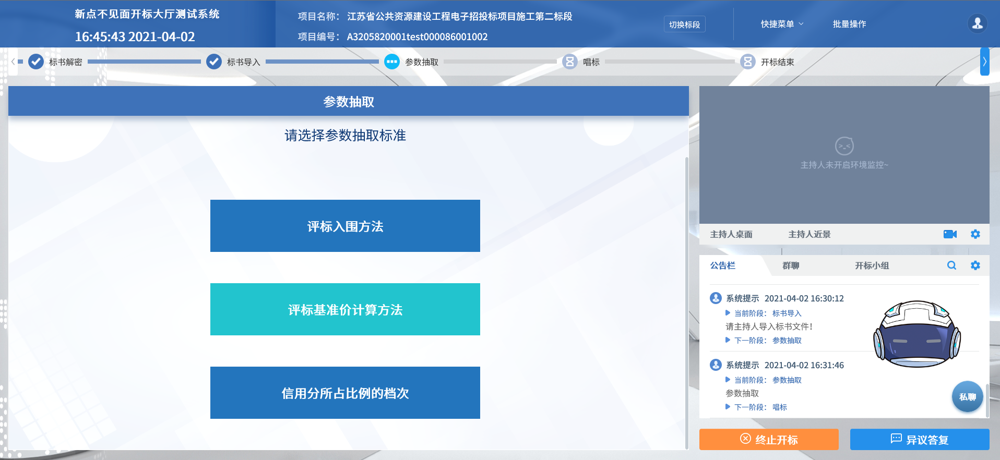 新点不见面开标大厅测试系统
16:45:43 2021-04-02
项目名称： 江苏省公共资源建设工程电子招投标项目施工第二标段
项目编号： A3205820001test000086001002
切换标段
快捷菜单
批量操作
标书解密
标书导入
参数抽取
唱标
开标结束
参数抽取
请选择参数抽取标准
评标入围方法
评标基准价计算方法
信用分所占比例的档次
主持人未开启环境监控~
主持人桌面 主持人近景
公告栏 群聊 开标小组
系统提示 2021-04-02 16:30:12
当前阶段： 标书导入
请主持人导入标书文件！
下一阶段： 参数抽取
系统提示 2021-04-02 16:31:46
当前阶段： 参数抽取
参数抽取
下一阶段： 唱标
私聊
终止开标
异议答复